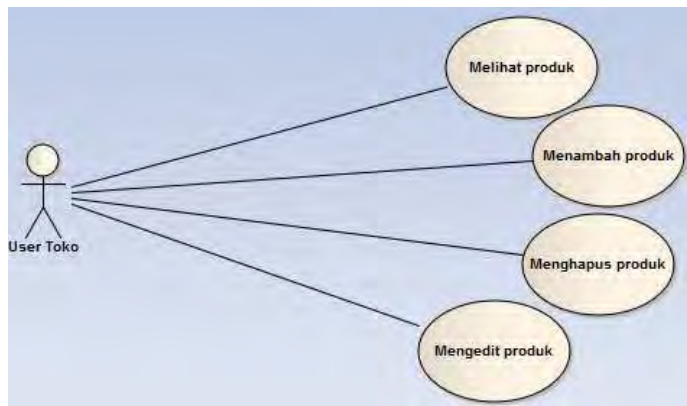 Melihat produk
Menambah produk
User Toko
Menghapus produk
Mengedit produk